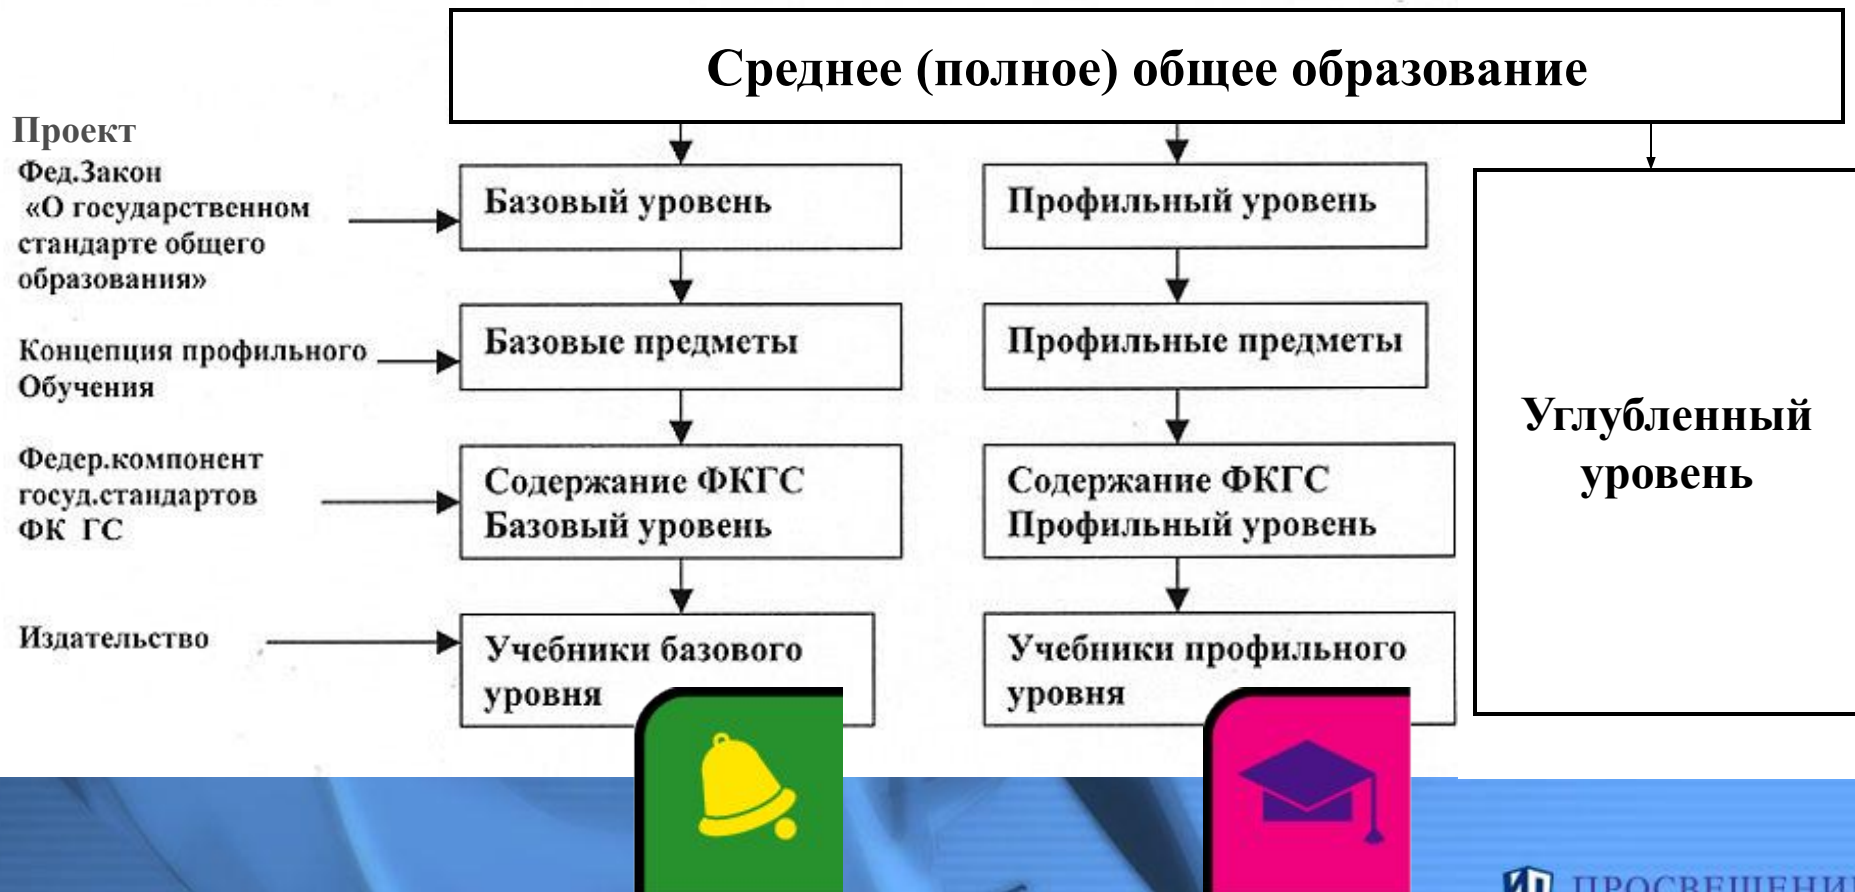 Среднее (полное) общее образование
Проект
Фед.Закон
«О государственном
стандарте общего
образования»
Базовый уровень
Профильный уровень
Концепция профильного
Обучения
Базовые предметы
Профильные предметы
Федер.компонент
госуд.стандартов
ФК ГС
Содержание ФКГС
Базовый уровень
Содержание ФКГС
Профильный уровень
Углубленный
уровень
Издательство
Учебники базового
уровня
Учебники профильного
уровня
ПРОСВЕЩЕНИЕ